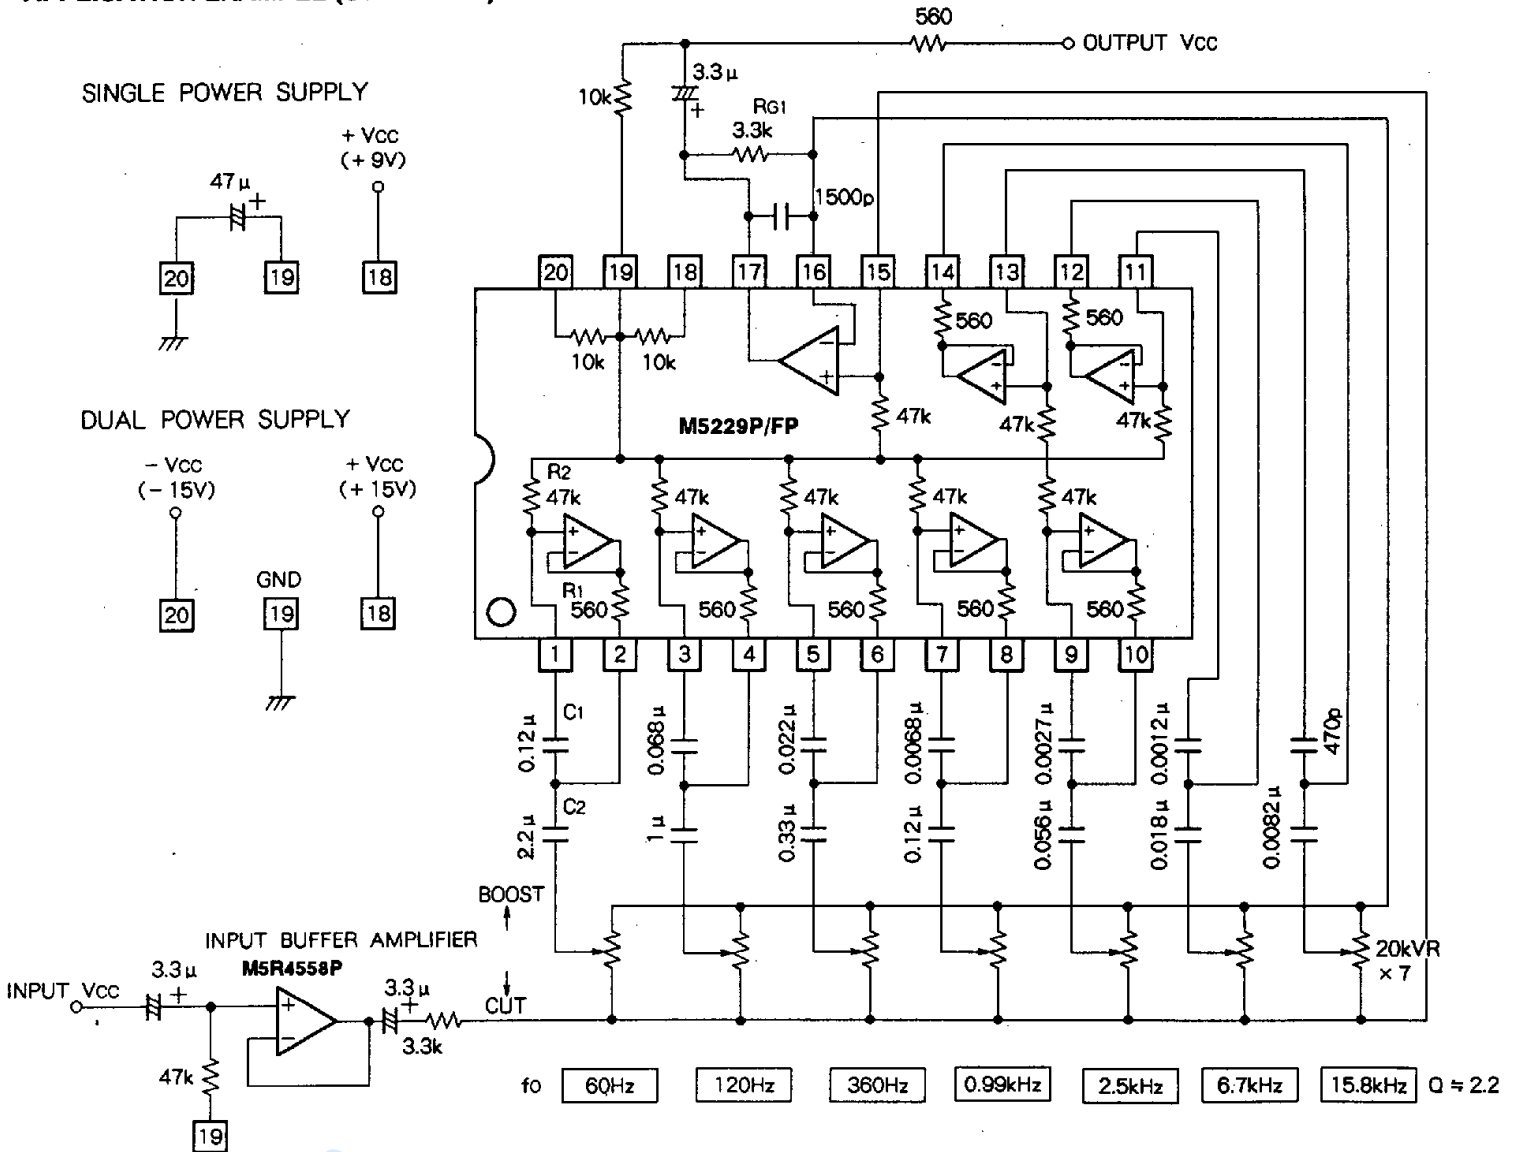 560
OUTPUT Vcc
SINGLE POWER SUPPLY
+ Vcc
(+ 9V)
47μ
+
20
19
18
10k
3.3μ
+
RG1
3.3k
1500p
20
19
18
17
16
15
14
13
12
11
10k
10k
−
+
560
−
+
560
−
+
47k
47k
47k
M5229P/FP
DUAL POWER SUPPLY
− Vcc
(− 15V)
+ Vcc
(+ 15V)
GND
20
19
18
R2
47k
47k
47k
47k
47k
+
−
+
−
+
−
+
−
+
−
R1
560
560
560
560
560
1
2
3
4
5
6
7
8
9
10
C1
0.12μ
0.068μ
0.022μ
0.0068μ
0.0027μ
0.0012μ
470p
C2
2.2μ
1μ
0.33μ
0.12μ
0.056μ
0.018μ
0.0082μ
BOOST
CUT
20kVR
× 7
INPUT BUFFER AMPLIFIER
M5R4558P
INPUT Vcc
3.3μ
+
+
−
3.3μ
+
3.3k
47k
19
fo
60Hz
120Hz
360Hz
0.99kHz
2.5kHz
6.7kHz
15.8kHz
Q ≒ 2.2